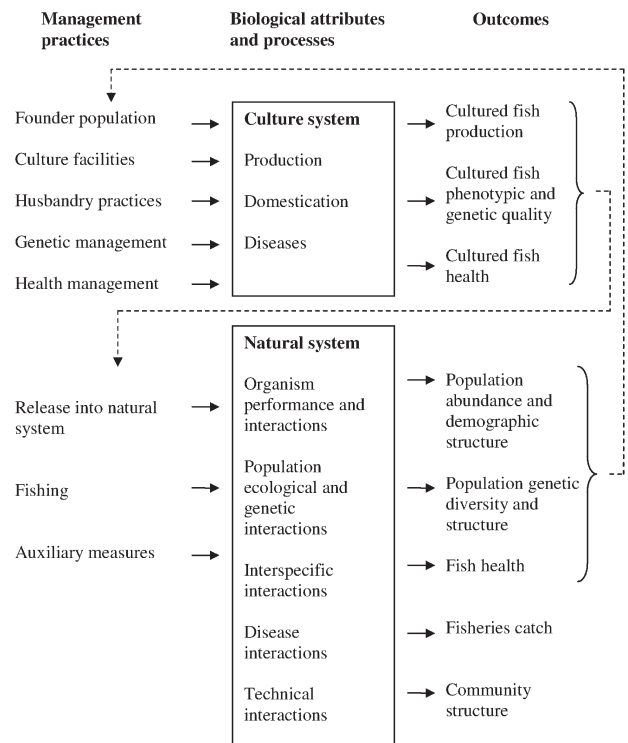 Management
practices
Biological attributes
and processes
Outcomes
Founder population
Culture facilities
Husbandry practices
Genetic management
Health management
Culture system
Production
Domestication
Diseases
Cultured fish
production
Cultured fish
phenotypic and
genetic quality
Cultured fish
health
Release into natural
system
Fishing
Auxiliary measures
Natural system
Organism
performance and
interactions
Population
ecological and
genetic
interactions
Interspecific
interactions
Disease
interactions
Technical
interactions
Population
abundance and
demographic
structure
Population genetic
diversity and
structure
Fish health
Fisheries catch
Community
structure